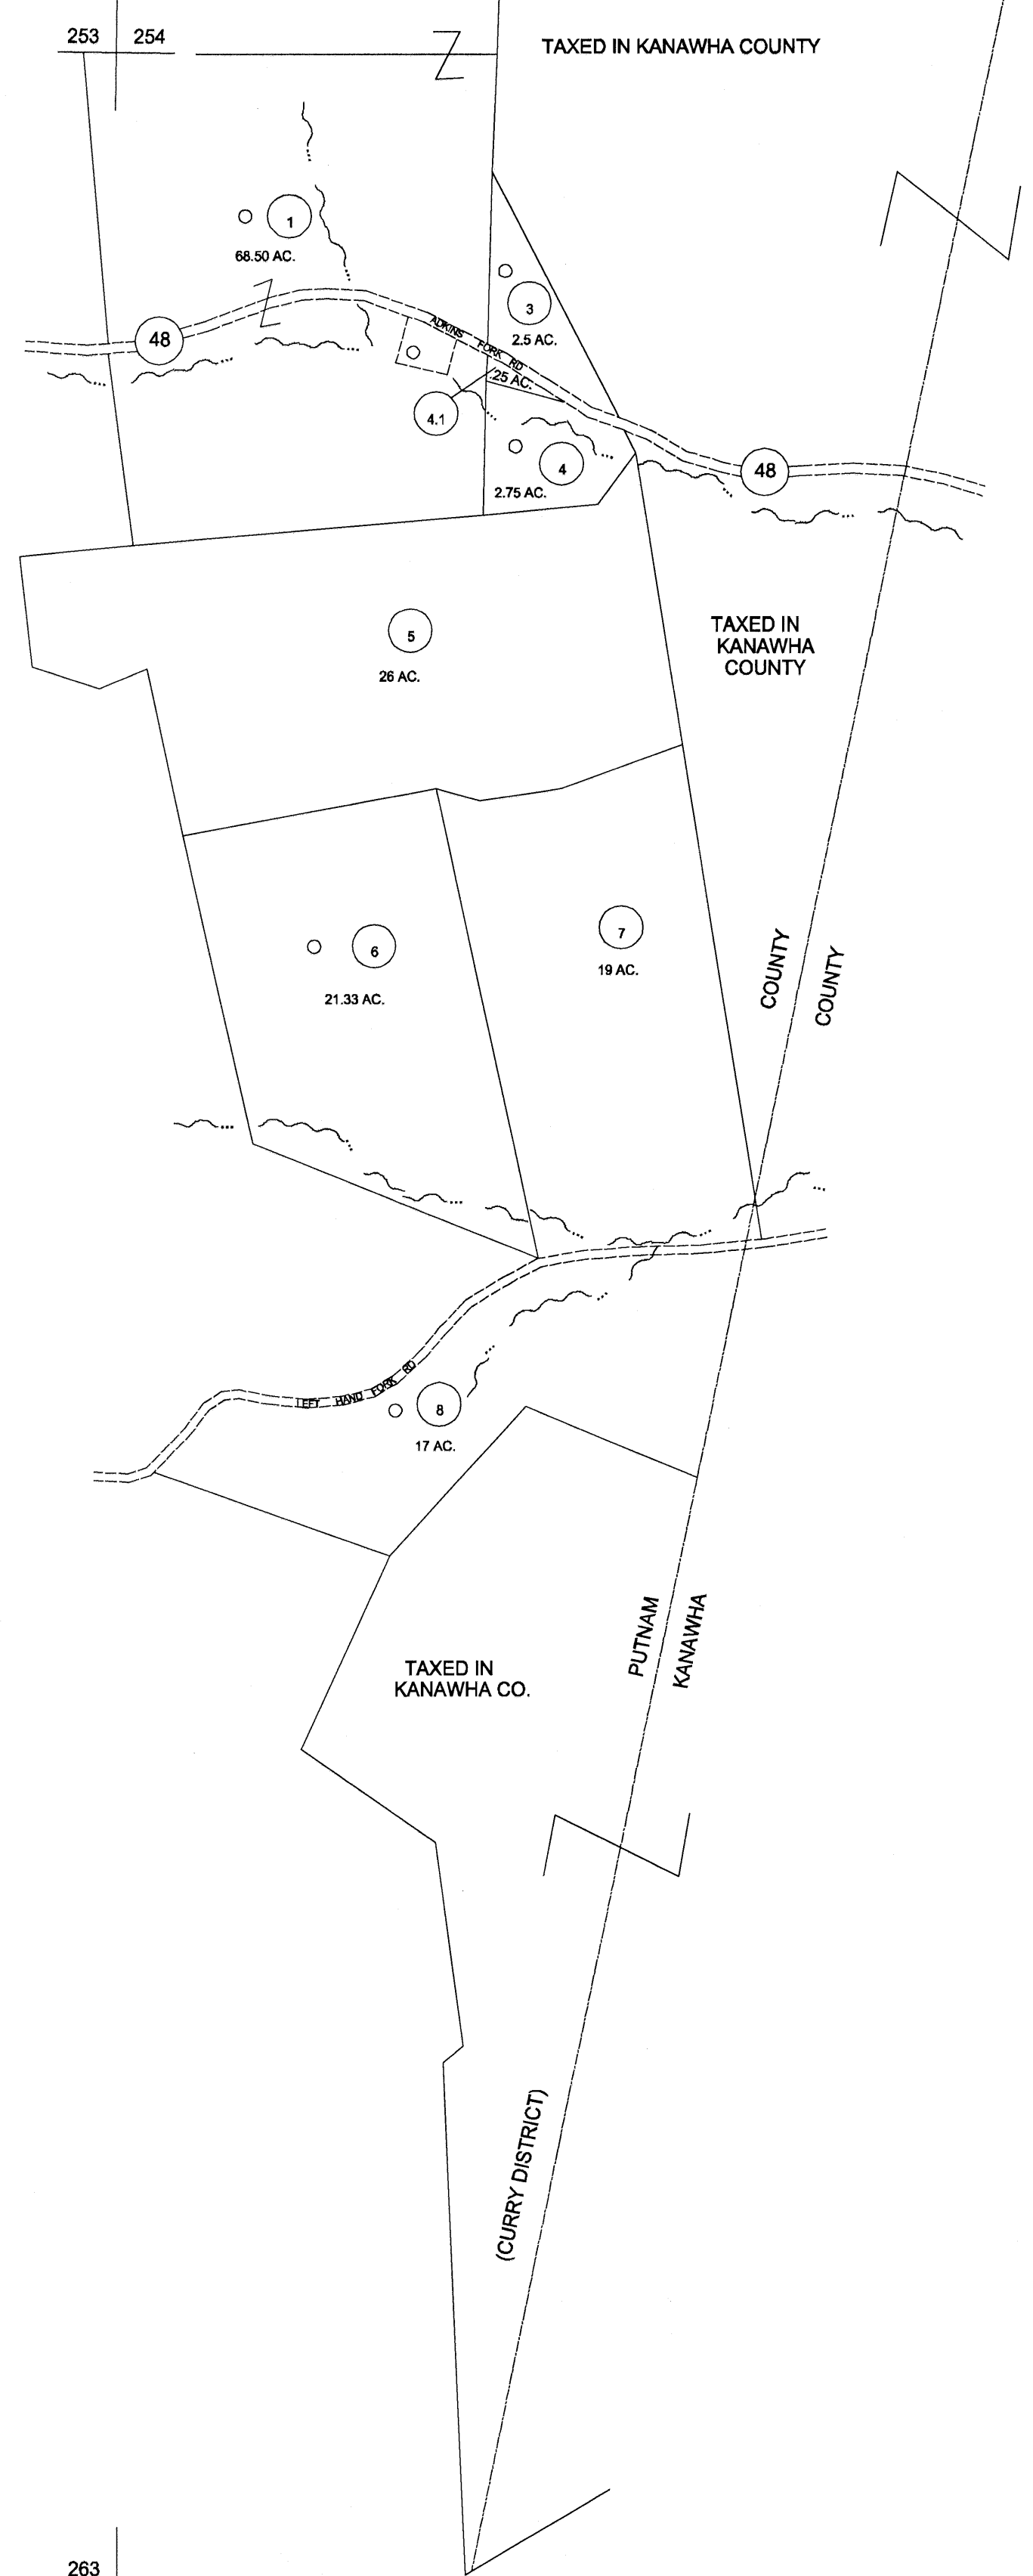 253 254
TAXED IN KANAWHA COUNTY
1
68.50 AC.
3
2.5 AC.
48
ADKINS FORK RD
.25 AC.
4.1
4
2.75 AC.
48
5
26 AC.
TAXED IN
KANAWHA
COUNTY
6
21.33 AC.
7
19 AC.
COUNTY
COUNTY
LEFT HAND FORK RD
8
17 AC.
PUTNAM
KANAWHA
TAXED IN
KANAWHA CO.
(CURRY DISTRICT)
263